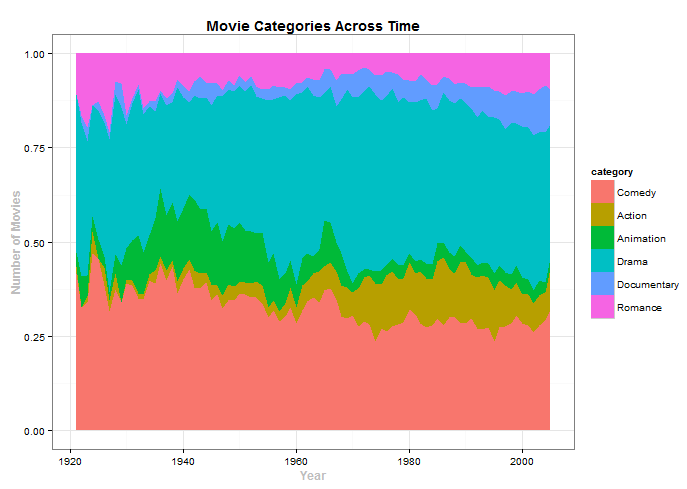 Movie Categories Across Time
1.00
0.75
0.50
0.25
0.00
Number of Movies
1920
1940
1960
1980
2000
Year
category
Comedy
Action
Animation
Drama
Documentary
Romance